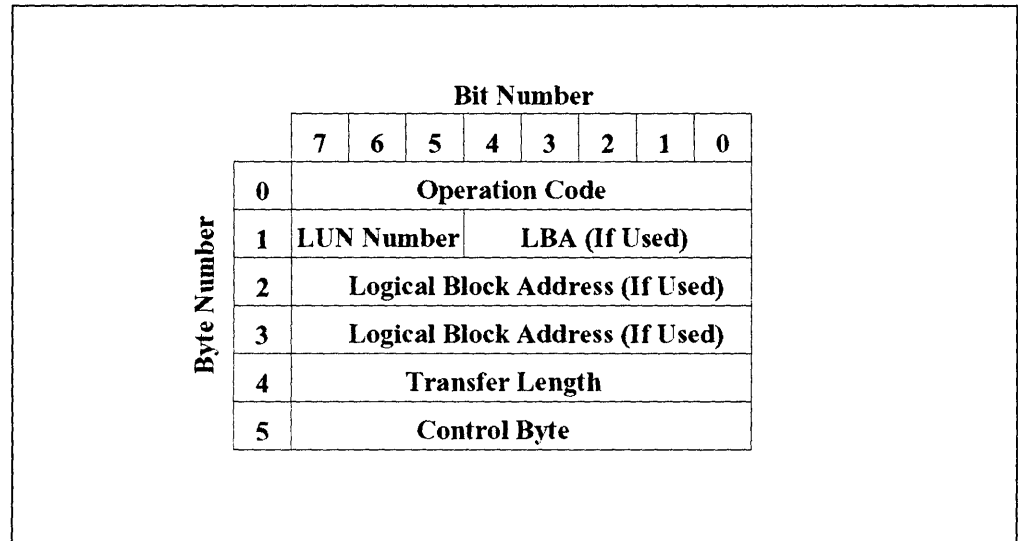 Bit Number
7 6 5 4 3 2 1 0
0 Operation Code
1 LUN Number LBA (If Used)
2 Logical Block Address (If Used)
3 Logical Block Address (If Used)
4 Transfer Length
5 Control Byte
Byte Number